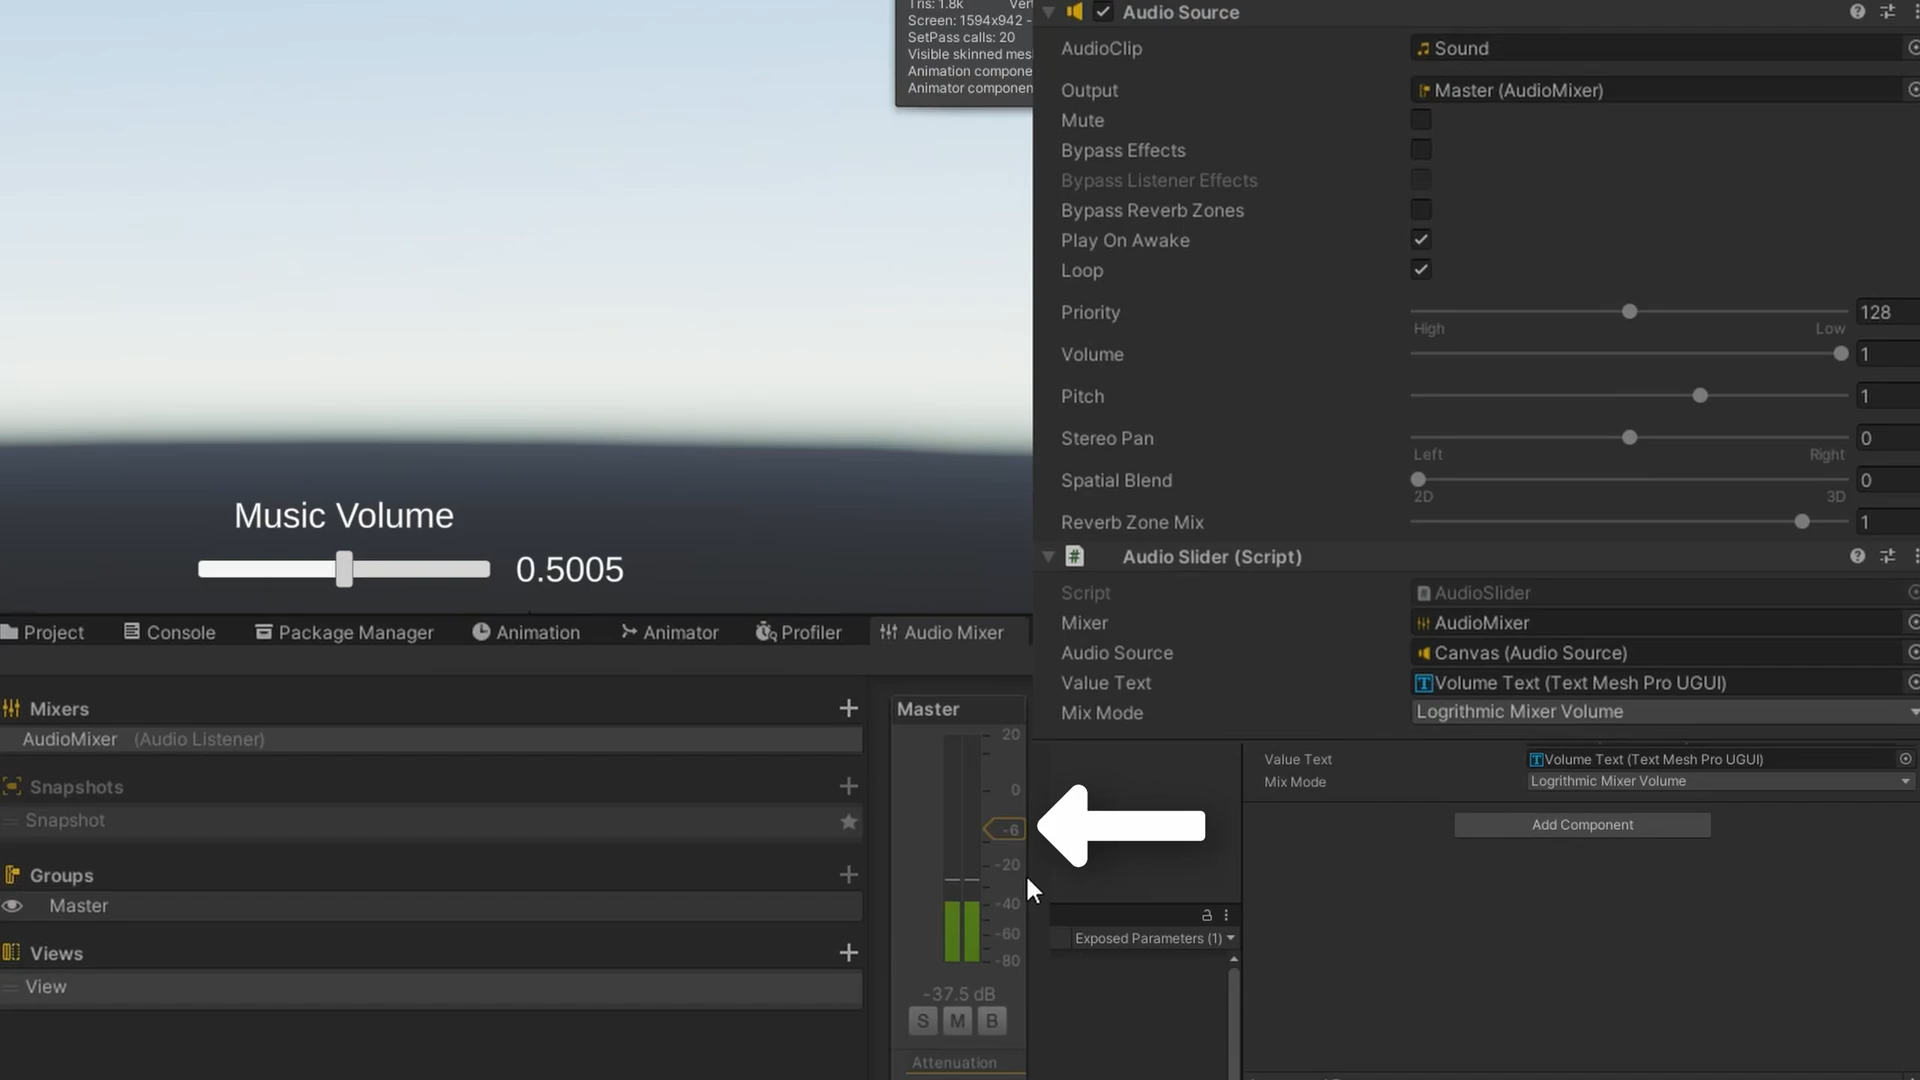 Tris: 1.8k
Screen: 1594x942 -
SetPass calls: 20
Visible skinned
Animation
Animator
Music Volume
0.5005
Project
Console
Package Manager
Animation
Animator
Profiler
Audio Mixer
Mixers
AudioMixer (Audio Listener)
Snapshots
Snapshot
Groups
Master
Views
View
Master
20
0
-6
-20
-40
-60
-80
-37.5 dB
S M B
Attenuation
Audio Source
AudioClip Sound
Output Master (AudioMixer)
Mute
Bypass Effects
Bypass Listener Effects
Bypass Reverb Zones
Play On Awake
Loop
Priority 128
High Low
Volume 1
Pitch 1
Stereo Pan 0
Left Right
Spatial Blend 0
2D 3D
Reverb Zone Mix 1
# Audio Slider (Script)
Script AudioSlider
Mixer AudioMixer
Audio Source Canvas (Audio Source)
Value Text Volume Text (Text Mesh Pro UGUI)
Mix Mode Logrithmic Mixer Volume
Value Text Volume Text (Text Mesh Pro UGUI)
Mix Mode Logrithmic Mixer Volume
Add Component
Exposed Parameters (1)